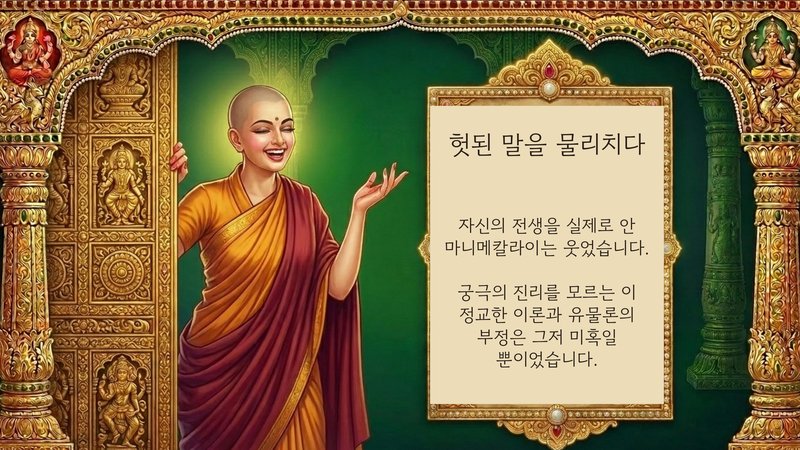 헛된 말을 물리치다
자신의 전생을 실제로 안
마니메칼라이는 웃었습니다.
궁극의 진리를 모르는 이
정교한 이론과 유물론의
부정은 그저 미혹일
뿐이었습니다.